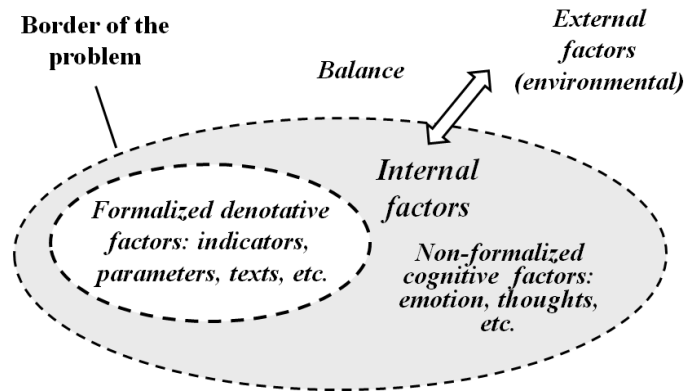 Border of the
problem
Balance
External
factors
(environmental)
Internal
factors
Formalized denotative
factors: indicators,
parameters, texts, etc.
Non-formalized
cognitive factors:
emotion, thoughts,
etc.